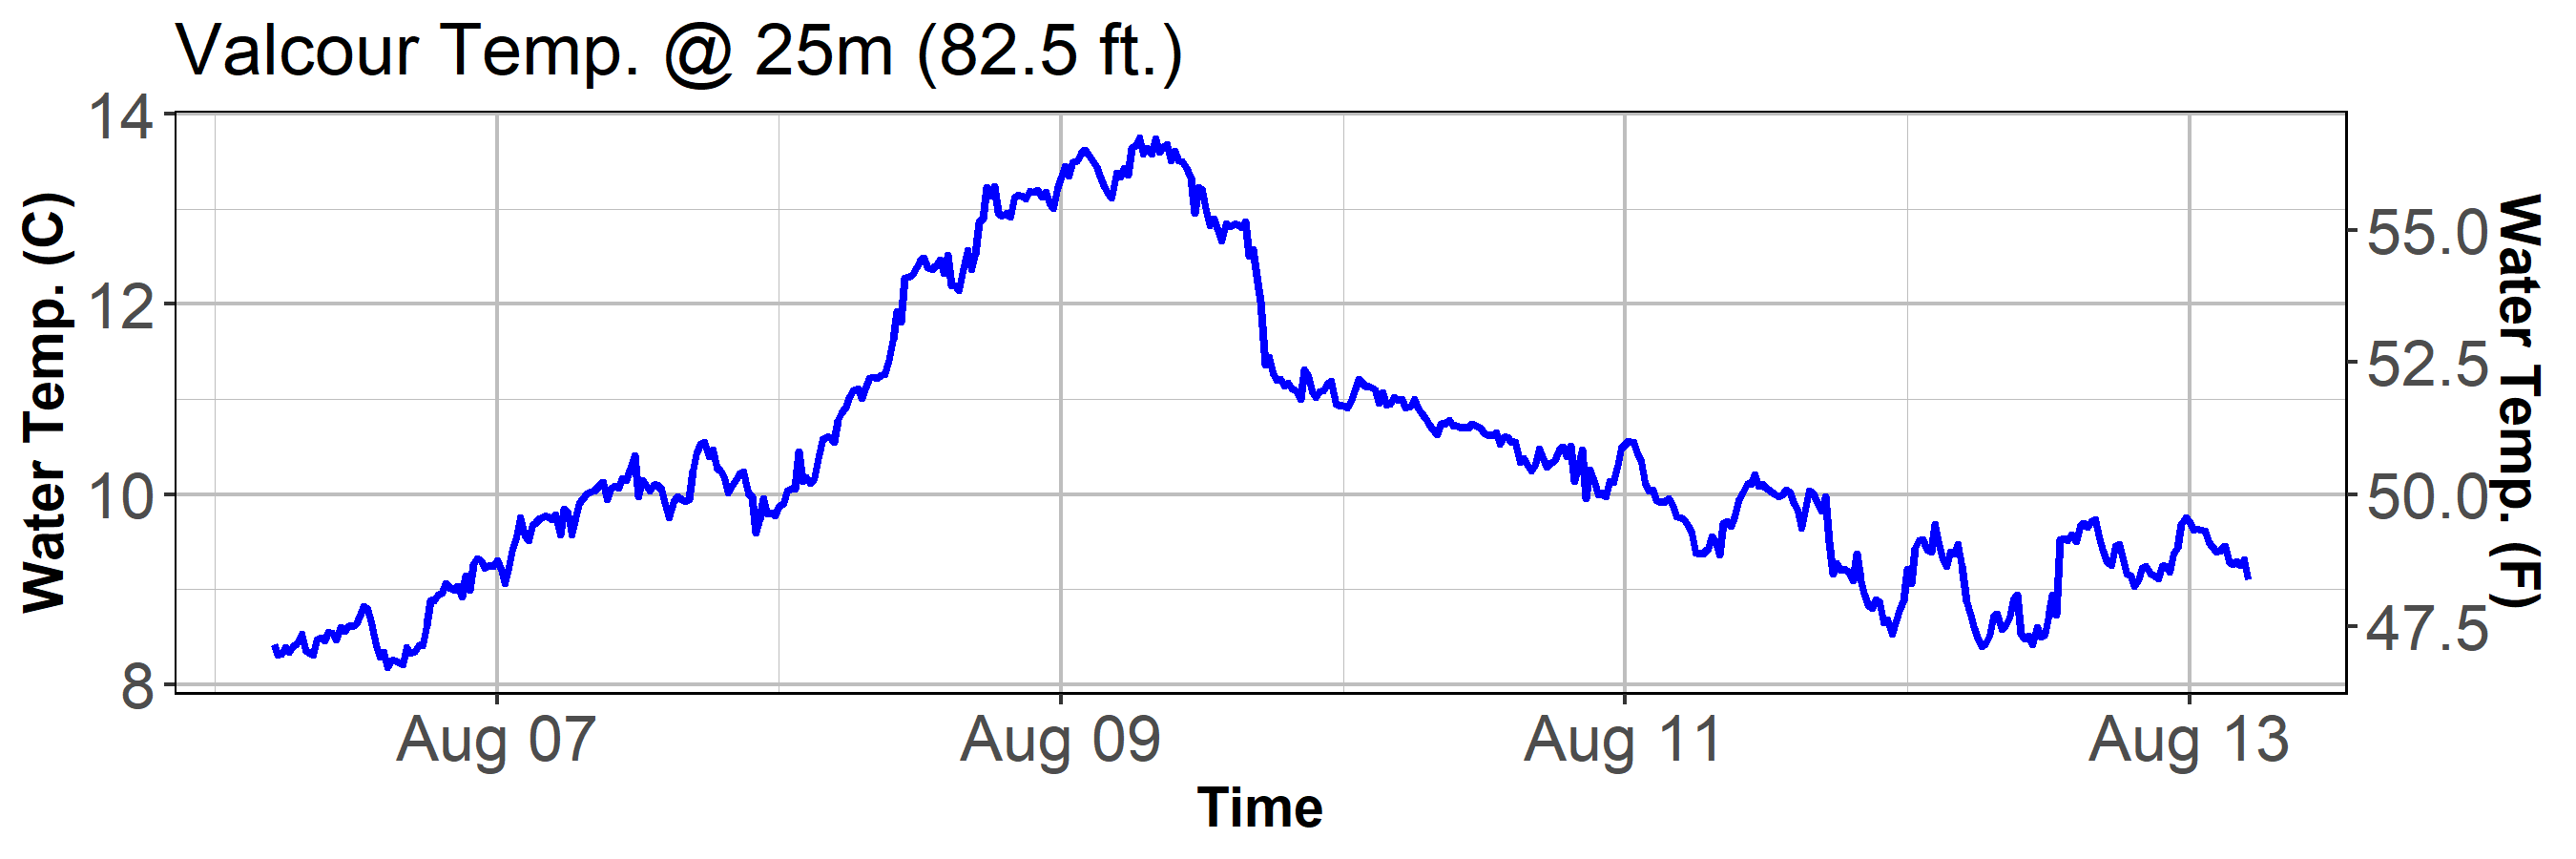 Valcour Temp. @ 25m (82.5 ft.)
14
12
10
8
Water Temp. (C)
55.0
52.5
50.0
47.5
Water Temp. (F)
Aug 07 Aug 09 Aug 11 Aug 13
Time